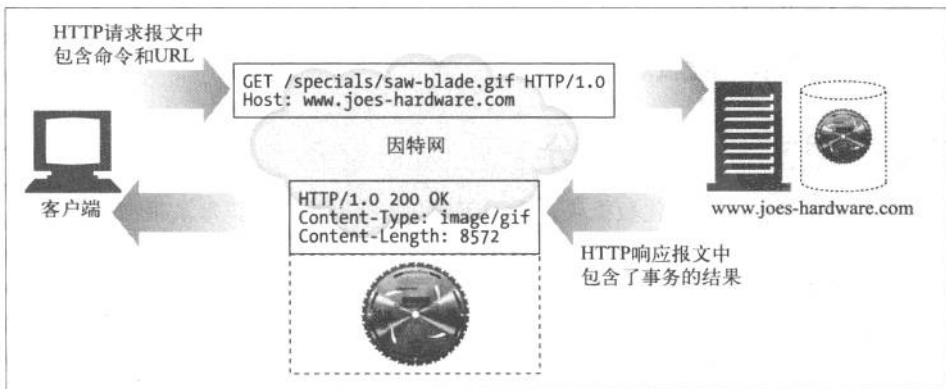 HTTP请求报文中
包含命令和URL
GET /specials/saw-blade.gif HTTP/1.0
Host: www.joes-hardware.com
因特网
客户端
HTTP/1.0 200 OK
Content-Type: image/gif
Content-Length: 8572
www.joes-hardware.com
HTTP响应报文中
包含了事务的结果